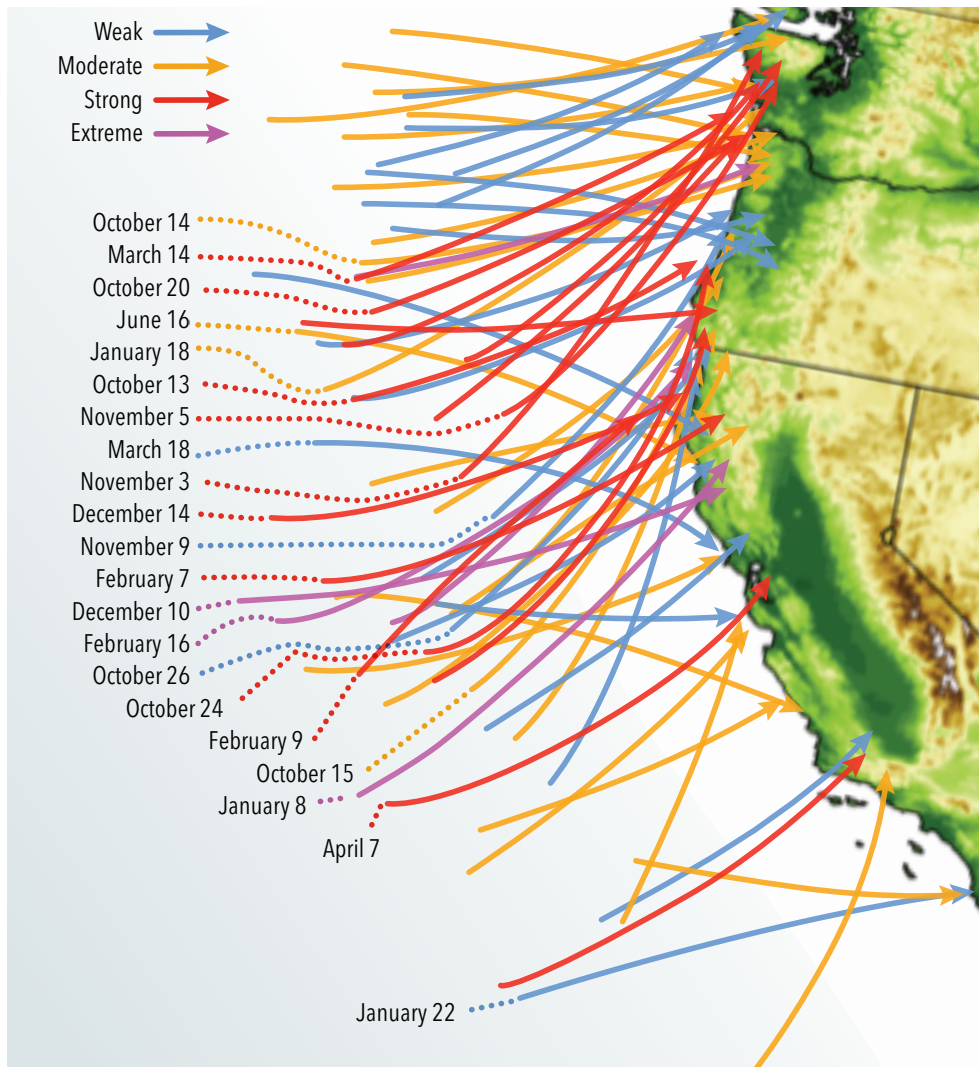 Weak
Moderate
Strong
Extreme
October 14
March 14
October 20
June 16
January 18
October 13
November 5
March 18
November 3
December 14
November 9
February 7
December 10
February 16
October 26
October 24
February 9
October 15
January 8
April 7
January 22